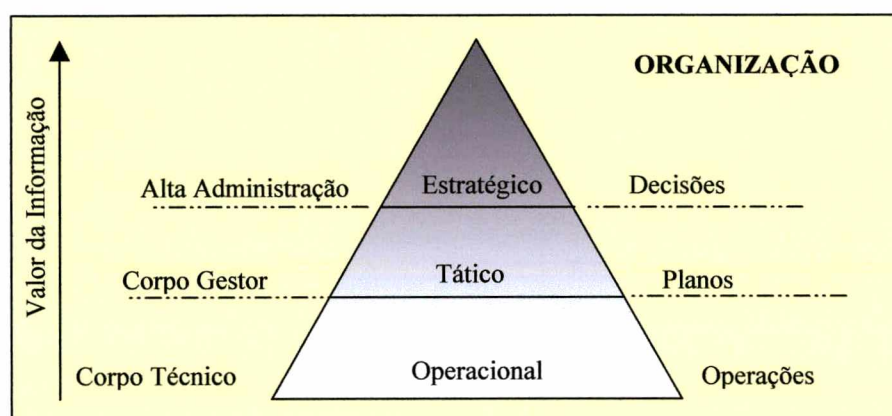 ORGANIZAÇÃO
Valor da Informação
Alta Administração Estratégico Decisões
Corpo Gestor Tático Planos
Corpo Técnico Operacional Operações